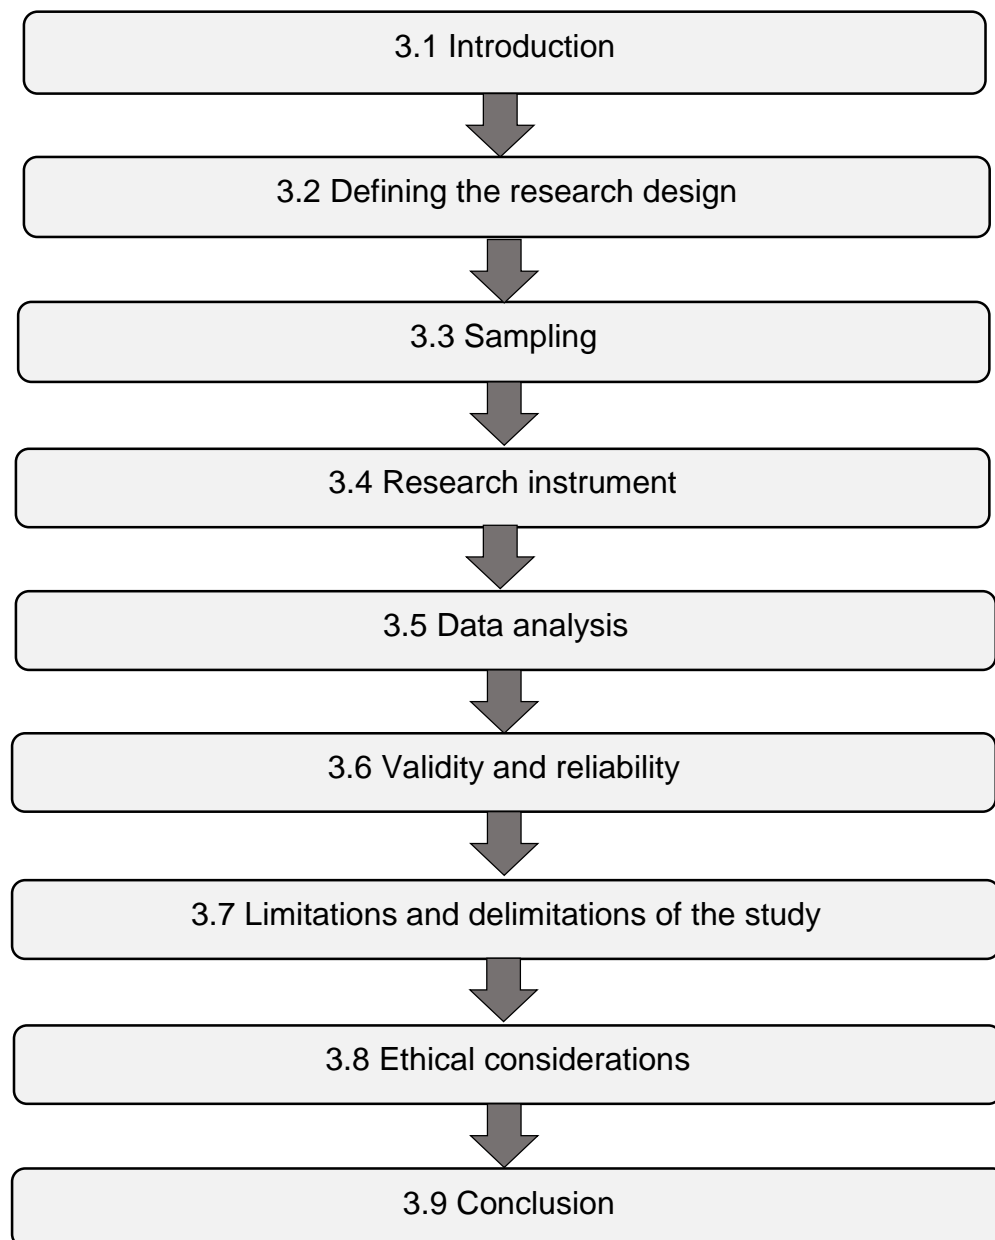 3.1 Introduction
3.2 Defining the research design
3.3 Sampling
3.4 Research instrument
3.5 Data analysis
3.6 Validity and reliability
3.7 Limitations and delimitations of the study
3.8 Ethical considerations
3.9 Conclusion